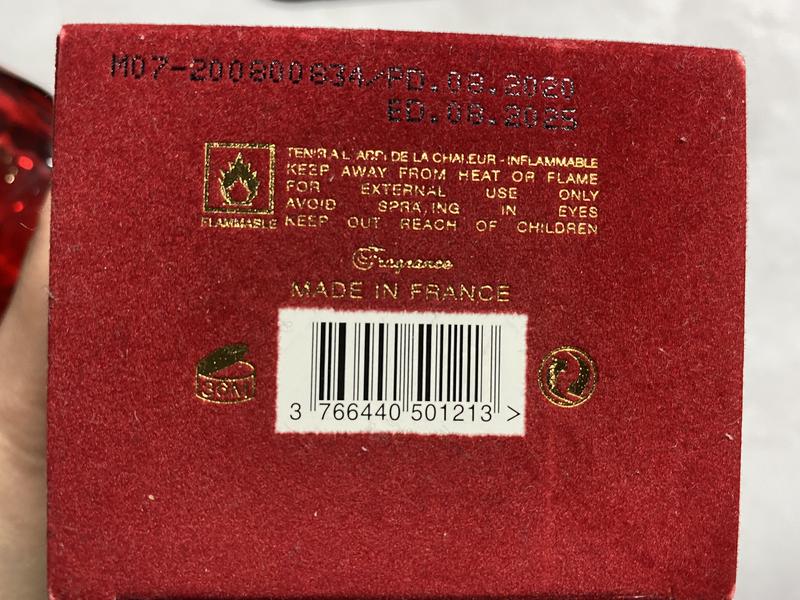 M07-200800834/PD.08.2020
ED.08.2025
DE LA CHALEUR - INFLAMMABLE
KEEP, AWAY FROM HEAT OR FLAME
FOR EXTERNAL USE ONLY
AVOID SPRA,ING IN EYES
FLAMMABLE KEEP OUT REACH OF CHILDREN
Fragrance
MADE IN FRANCE
36M
3 766440 501213 >